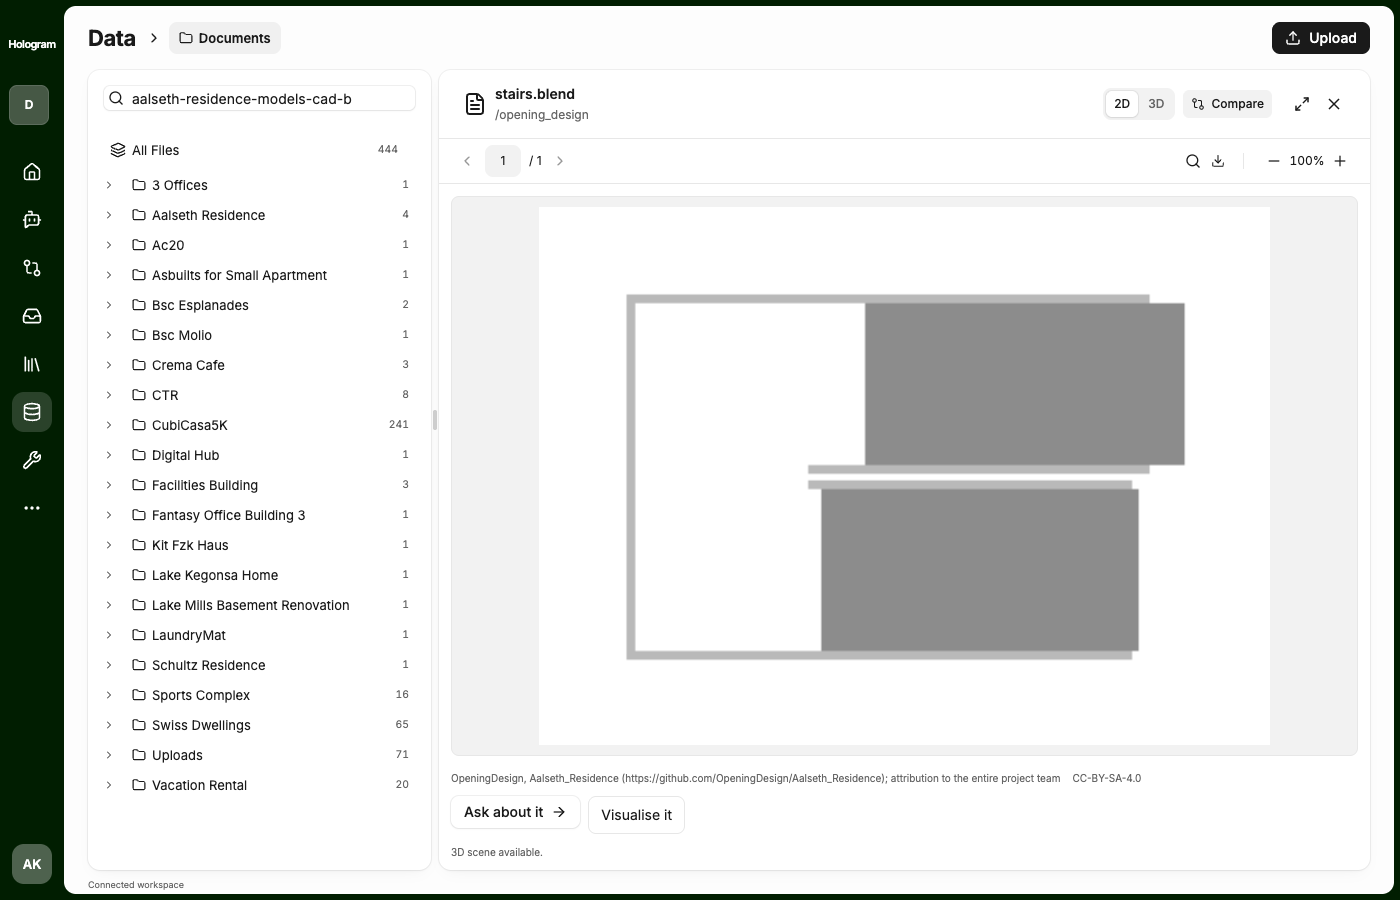 Hologram
Data
Documents
Upload
D
aalseth-residence-models-cad-b
All Files 444
3 Offices 1
Aalseth Residence 4
Ac20 1
Asbuilts for Small Apartment 1
Bsc Esplanades 2
Bsc Molio 1
Crema Cafe 3
CTR 8
CubiCasa5K 241
Digital Hub 1
Facilities Building 3
Fantasy Office Building 3 1
Kit Fzk Haus 1
Lake Kegonsa Home 1
Lake Mills Basement Renovation 1
LaundryMat 1
Schultz Residence 1
Sports Complex 16
Swiss Dwellings 65
Uploads 71
Vacation Rental 20
stairs.blend
/opening_design
2D 3D Compare
1 / 1 100%
OpeningDesign, Aalseth_Residence (https://github.com/OpeningDesign/Aalseth_Residence); attribution to the entire project team CC-BY-SA-4.0
Ask about it Visualise it
3D scene available.
AK
Connected workspace